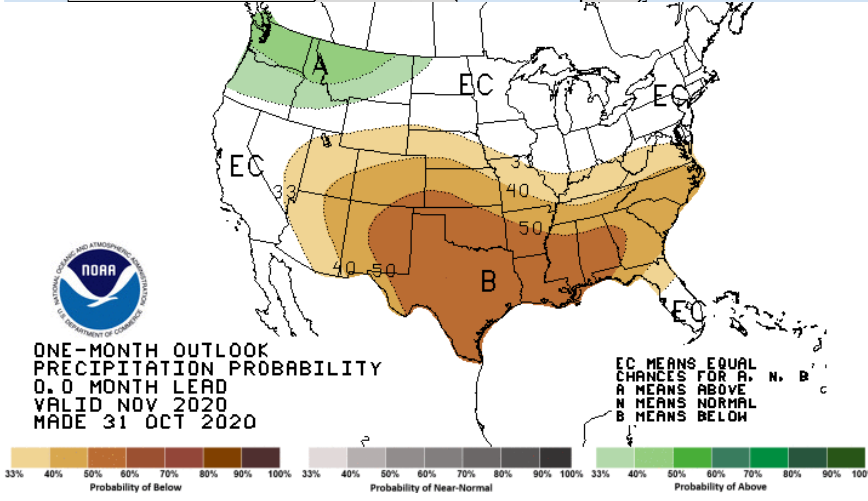 A
EC
EC
EC
33
33
40
50
40
50
B
EC
NATIONAL OCEANIC AND ATMOSPHERIC ADMINISTRATION
NOAA
U.S. DEPARTMENT OF COMMERCE
ONE-MONTH OUTLOOK
PRECIPITATION PROBABILITY
0.0 MONTH LEAD
VALID NOV 2020
MADE 31 OCT 2020
EC MEANS EQUAL
CHANCES FOR A, N, B
A MEANS ABOVE
N MEANS NORMAL
B MEANS BELOW
33% 40% 50% 60% 70% 80% 90% 100%
Probability of Below
33% 40% 50% 60% 70% 80% 90% 100%
Probability of Near-Normal
33% 40% 50% 60% 70% 80% 90% 100%
Probability of Above